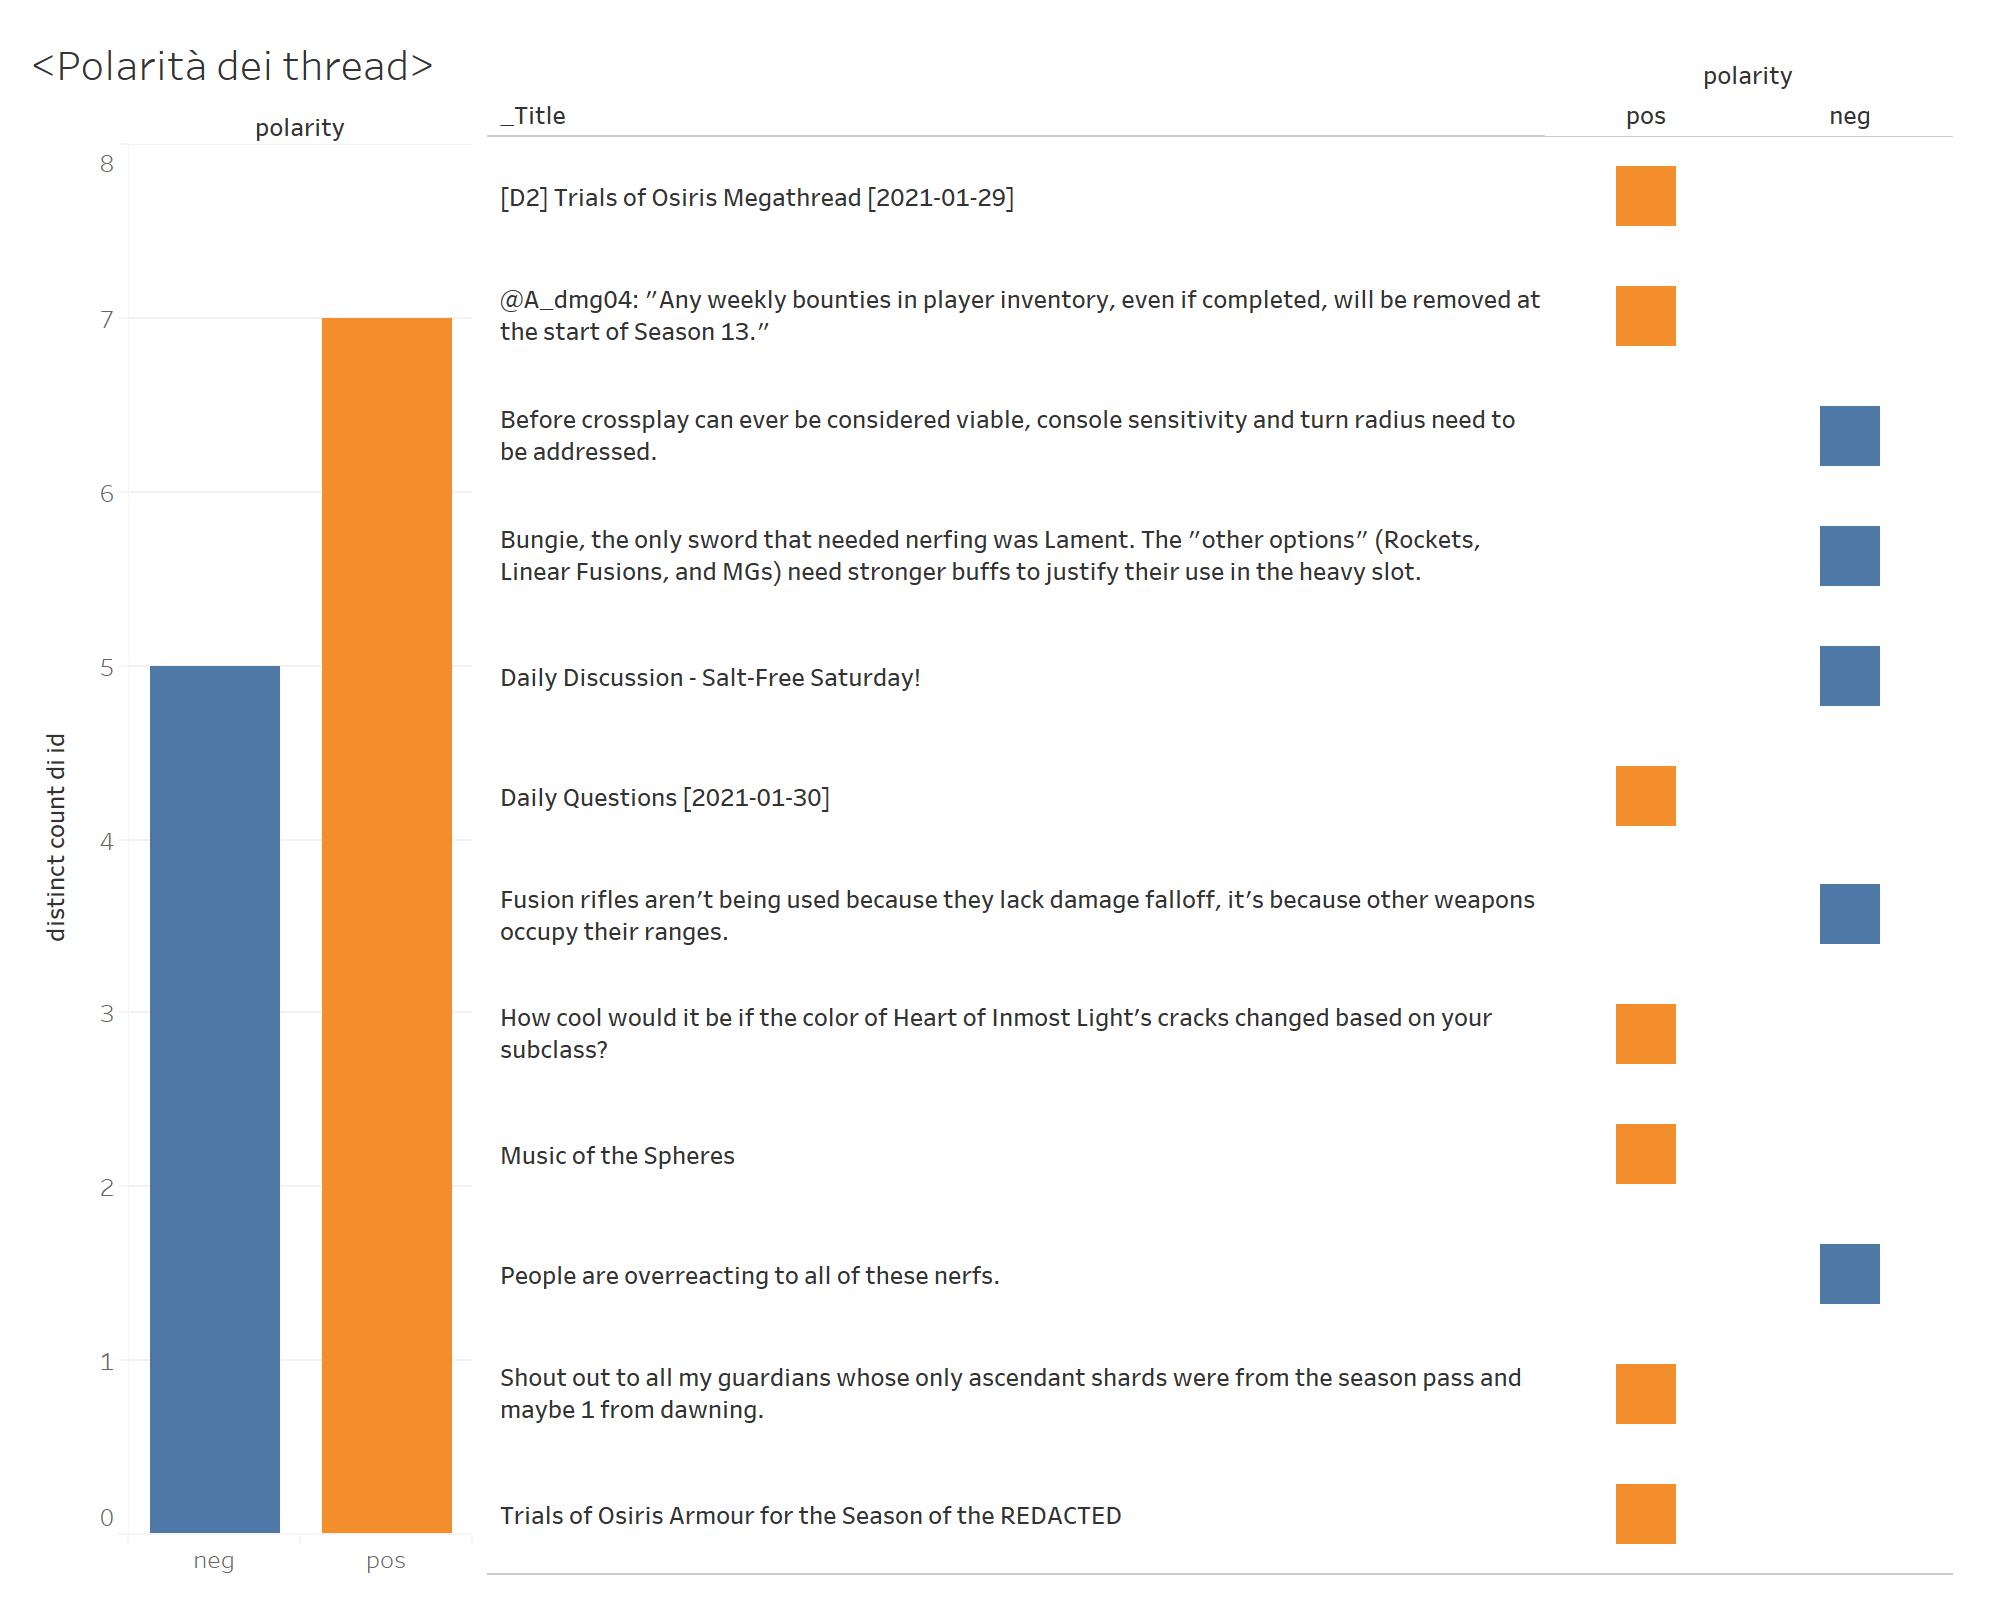 <Polarità dei thread>
polarity
8
7
6
5
4
3
2
1
0
distinct count di id
neg
pos
polarity
_Title
pos
neg
[D2] Trials of Osiris Megathread [2021-01-29]
@A_dmg04: "Any weekly bounties in player inventory, even if completed, will be removed at
the start of Season 13."
Before crossplay can ever be considered viable, console sensitivity and turn radius need to
be addressed.
Bungie, the only sword that needed nerfing was Lament. The "other options" (Rockets,
Linear Fusions, and MGs) need stronger buffs to justify their use in the heavy slot.
Daily Discussion - Salt-Free Saturday!
Daily Questions [2021-01-30]
Fusion rifles aren't being used because they lack damage falloff, it's because other weapons
occupy their ranges.
How cool would it be if the color of Heart of Inmost Light's cracks changed based on your
subclass?
Music of the Spheres
People are overreacting to all of these nerfs.
Shout out to all my guardians whose only ascendant shards were from the season pass and
maybe 1 from dawning.
Trials of Osiris Armour for the Season of the REDACTED